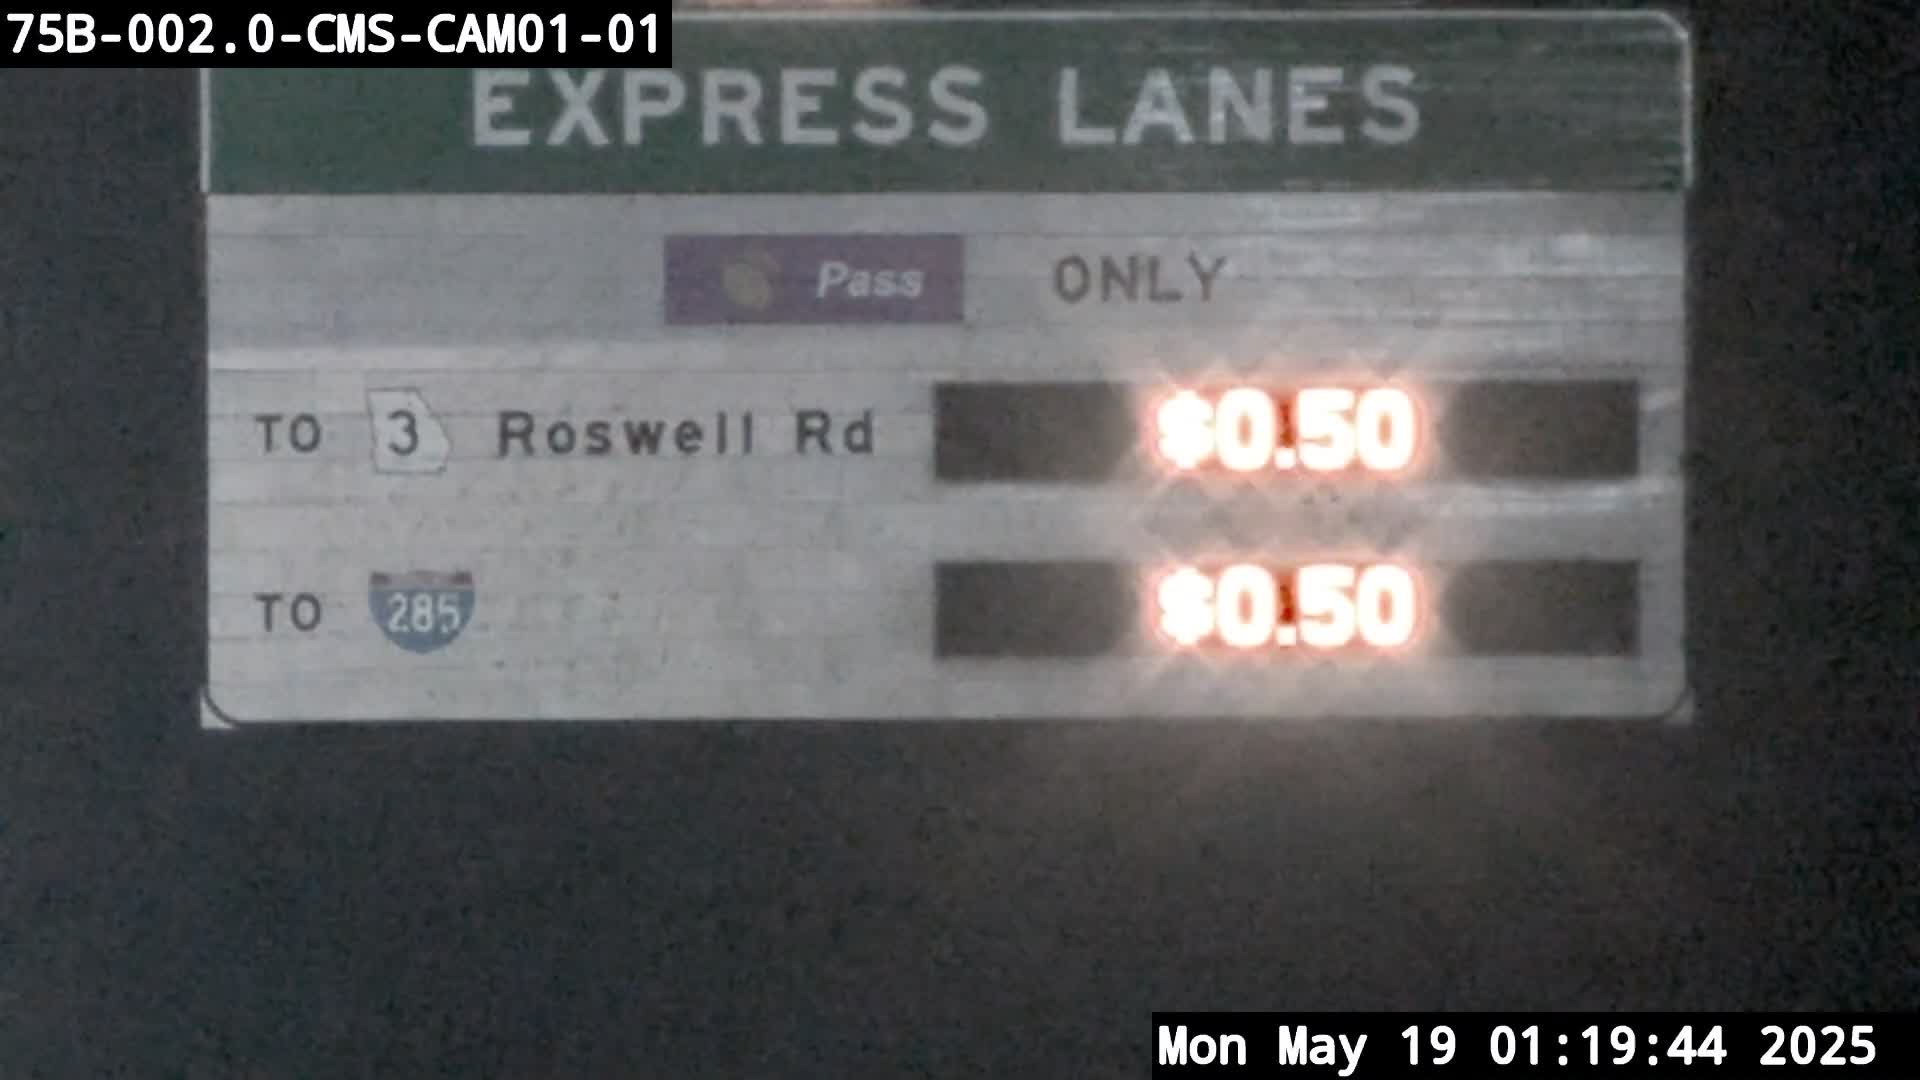 75B-002.0-CMS-CAM01-01
EXPRESS LANES
Pass ONLY
TO 3 Roswell Rd $0.50
TO 285 $0.50
Mon May 19 01:19:44 2025